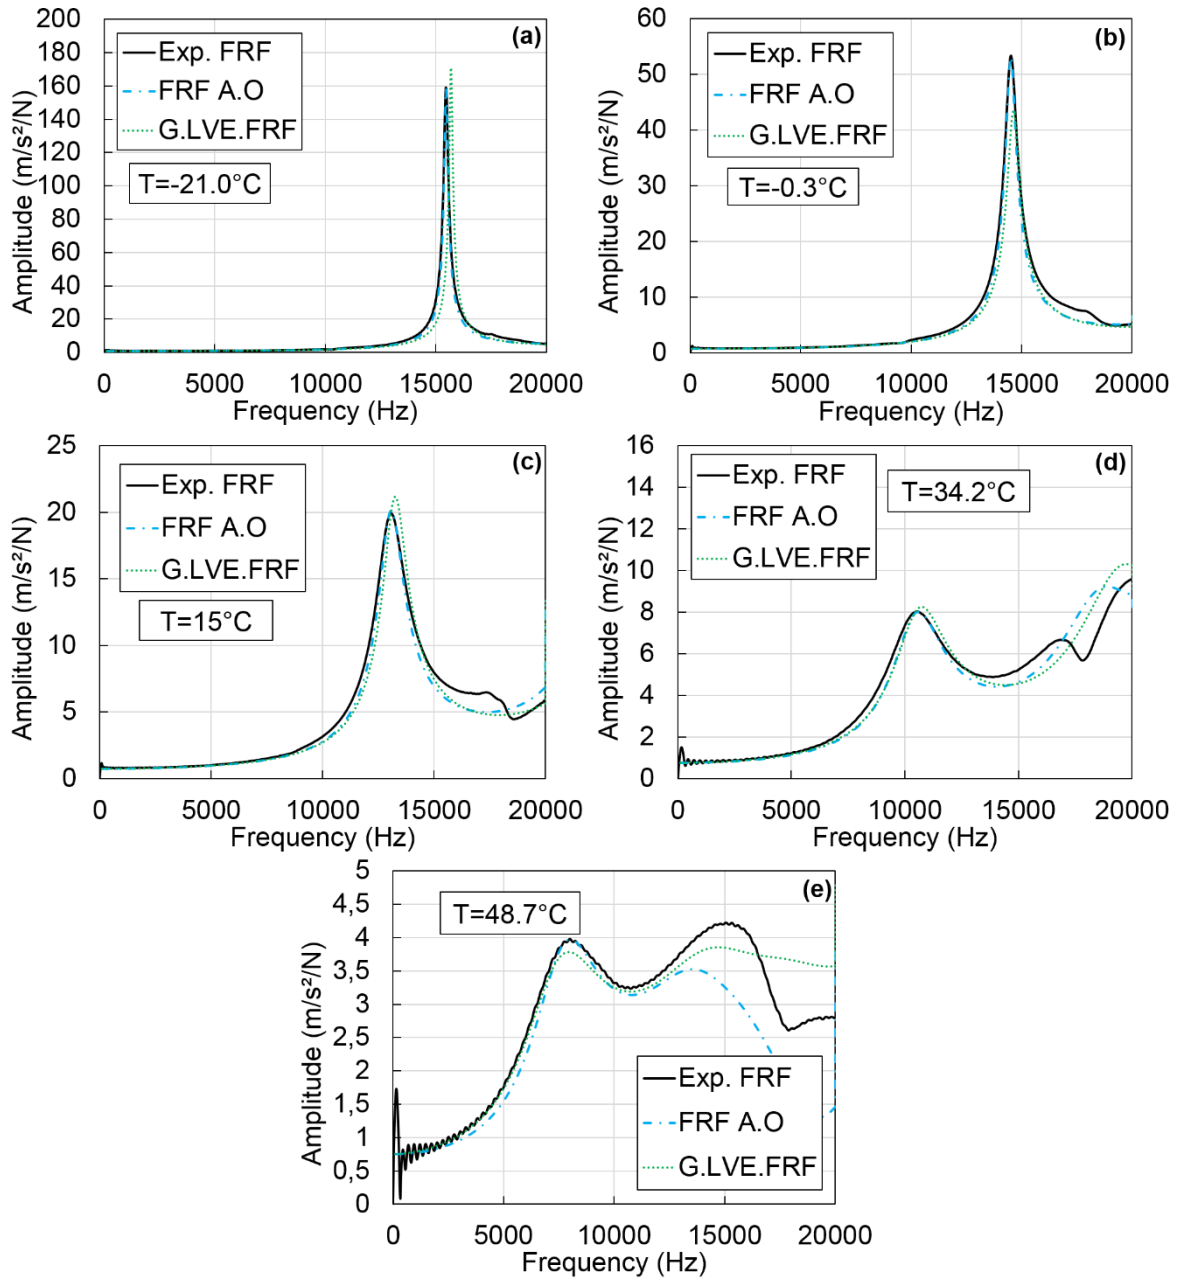 (a)
Exp. FRF
FRF A.O
G.LVE.FRF
T=-21.0°C
Amplitude (m/s²/N)
200
180
160
140
120
100
80
60
40
20
0
0 5000 10000 15000 20000
Frequency (Hz)
(b)
Exp. FRF
FRF A.O
G.LVE.FRF
T=-0.3°C
Amplitude (m/s²/N)
60
50
40
30
20
10
0
0 5000 10000 15000 20000
Frequency (Hz)
(c)
Exp. FRF
FRF A.O
G.LVE.FRF
T=15°C
Amplitude (m/s²/N)
25
20
15
10
5
0
0 5000 10000 15000 20000
Frequency (Hz)
(d)
Exp. FRF
FRF A.O
G.LVE.FRF
T=34.2°C
Amplitude (m/s²/N)
16
14
12
10
8
6
4
2
0
0 5000 10000 15000 20000
Frequency (Hz)
(e)
T=48.7°C
Exp. FRF
FRF A.O
G.LVE.FRF
Amplitude (m/s²/N)
5
4,5
4
3,5
3
2,5
2
1,5
1
0,5
0
0 5000 10000 15000 20000
Frequency (Hz)